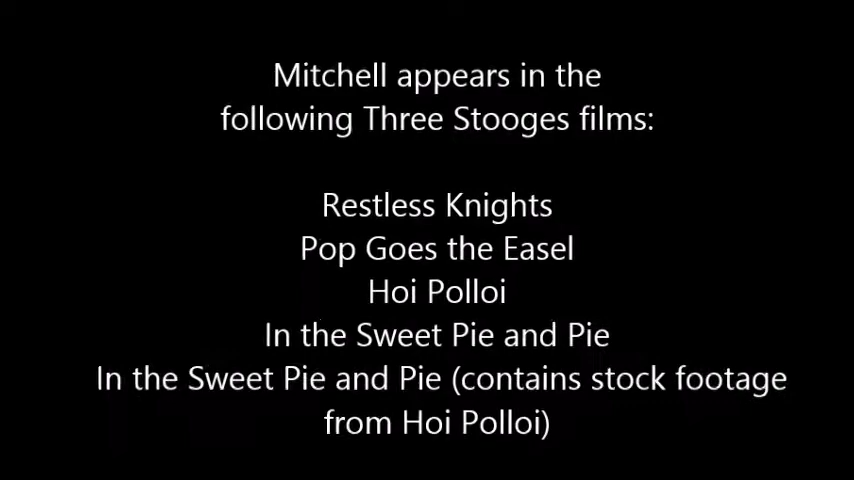 Mitchell appears in the
following Three Stooges films:
Restless Knights
Pop Goes the Easel
Hoi Polloi
In the Sweet Pie and Pie
In the Sweet Pie and Pie (contains stock footage
from Hoi Polloi)